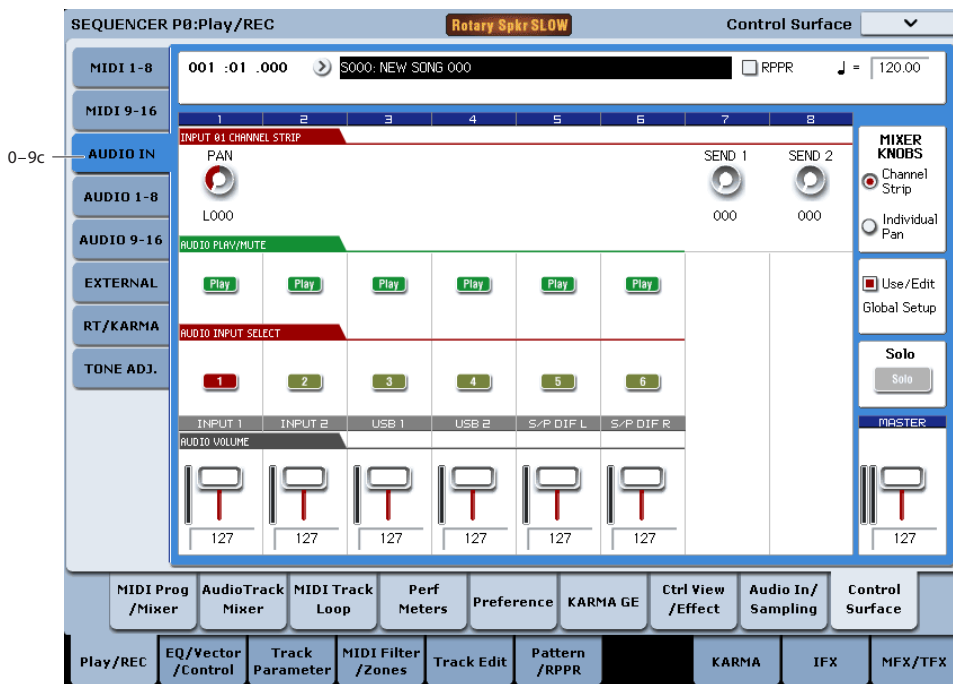 SEQUENCER P0:Play/REC Rotary Spkr SLOW Control Surface
MIDI 1-8
001 :01 .000 S000: NEW SONG 000 RPPR ♩ = 120.00
MIDI 9-16
1 2 3 4 5 6 7 8
INPUT 01 CHANNEL STRIP
0–9c
AUDIO IN
PAN SEND 1 SEND 2
MIXER
KNOBS
Channel
Strip
AUDIO 1-8
L000 000 000
Individual
Pan
AUDIO 9-16
AUDIO PLAY/MUTE
EXTERNAL
Play Play Play Play Play Play
Use/Edit
Global Setup
RT/KARMA
AUDIO INPUT SELECT
Solo
TONE ADJ.
1 2 3 4 5 6
Solo
INPUT 1 INPUT 2 USB 1 USB 2 S/P DIF L S/P DIF R MASTER
AUDIO VOLUME
127 127 127 127 127 127 127
MIDI Prog
/Mixer
AudioTrack
Mixer
MIDI Track
Loop
Perf
Meters
Preference
KARMA GE
Ctrl View
/Effect
Audio In/
Sampling
Control
Surface
Play/REC
EQ/Vector
/Control
Track
Parameter
MIDI Filter
/Zones
Track Edit
Pattern
/RPPR
KARMA
IFX
MFX/TFX